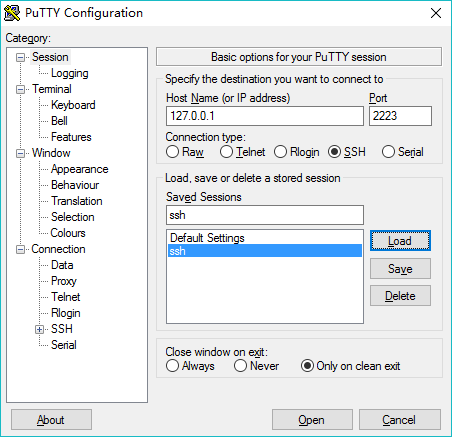 PuTTY Configuration
Category:
Session
Logging
Terminal
Keyboard
Bell
Features
Window
Appearance
Behaviour
Translation
Selection
Colours
Connection
Data
Proxy
Telnet
Rlogin
SSH
Serial
Basic options for your PuTTY session
Specify the destination you want to connect to
Host Name (or IP address) Port
127.0.0.1 2223
Connection type:
Raw Telnet Rlogin SSH Serial
Load, save or delete a stored session
Saved Sessions
ssh
Default Settings
ssh
Load
Save
Delete
Close window on exit:
Always Never Only on clean exit
About Open Cancel